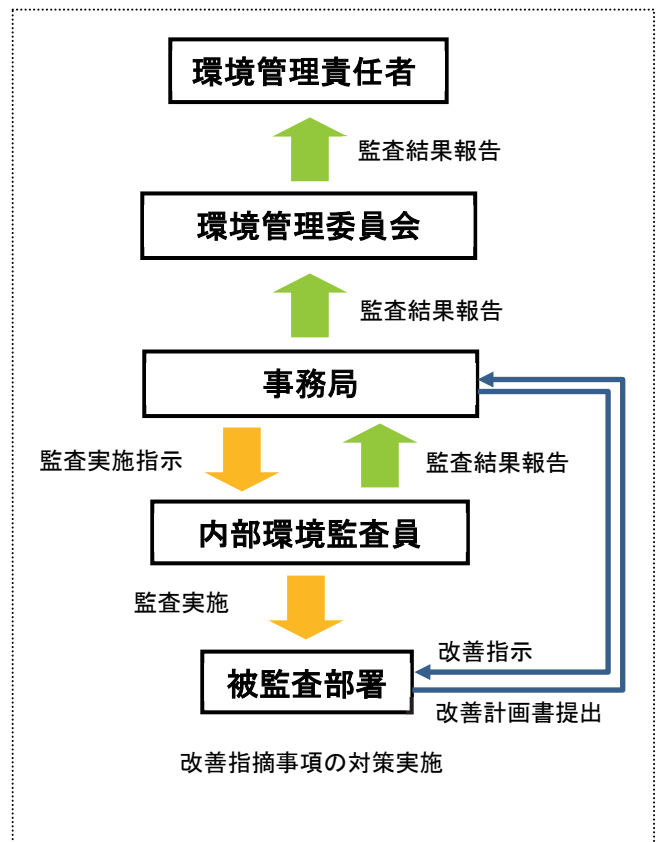 環境管理責任者
監査結果報告
環境管理委員会
監査結果報告
事務局
監査実施指示
監査結果報告
内部環境監査員
監査実施
改善指示
被監査部署
改善計画書提出
改善指摘事項の対策実施